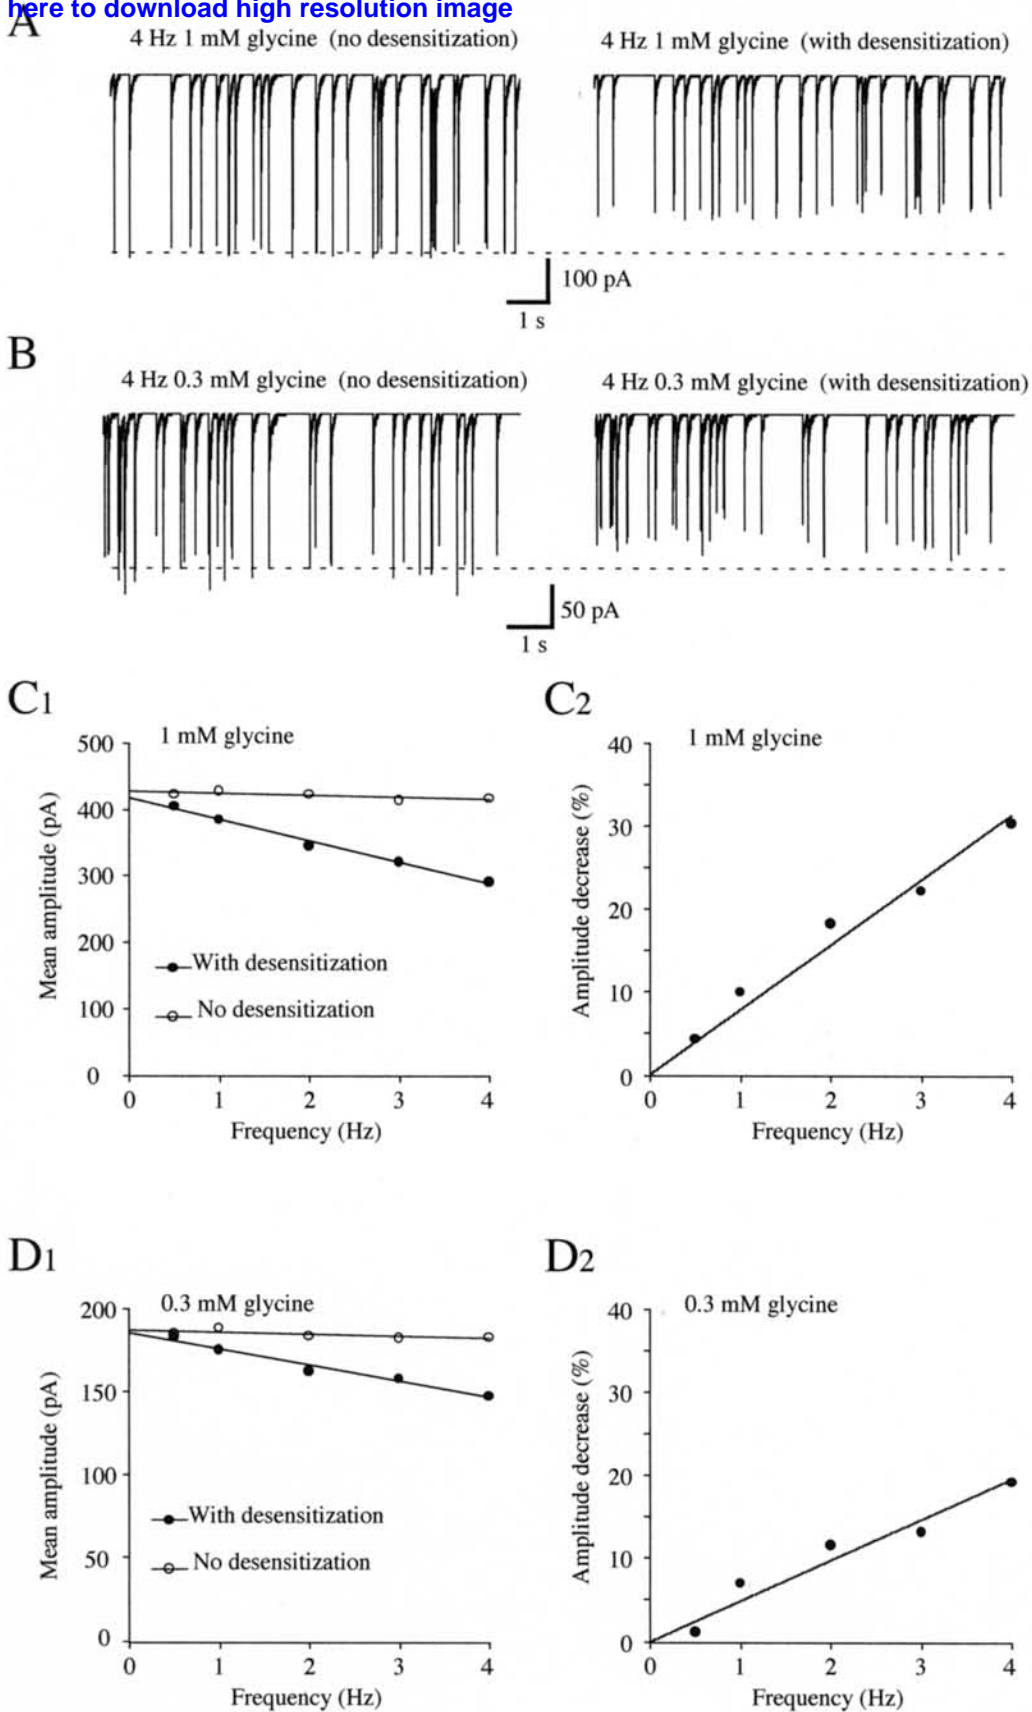 here to download high resolution image
A
4 Hz 1 mM glycine (no desensitization)
4 Hz 1 mM glycine (with desensitization)
100 pA
1 s
B
4 Hz 0.3 mM glycine (no desensitization)
4 Hz 0.3 mM glycine (with desensitization)
50 pA
1 s
C1
1 mM glycine
500
400
300
200
100
0
Mean amplitude (pA)
With desensitization
No desensitization
0 1 2 3 4
Frequency (Hz)
C2
1 mM glycine
40
30
20
10
0
Amplitude decrease (%)
0 1 2 3 4
Frequency (Hz)
D1
0.3 mM glycine
200
150
100
50
0
Mean amplitude (pA)
With desensitization
No desensitization
0 1 2 3 4
Frequency (Hz)
D2
0.3 mM glycine
40
30
20
10
0
Amplitude decrease (%)
0 1 2 3 4
Frequency (Hz)